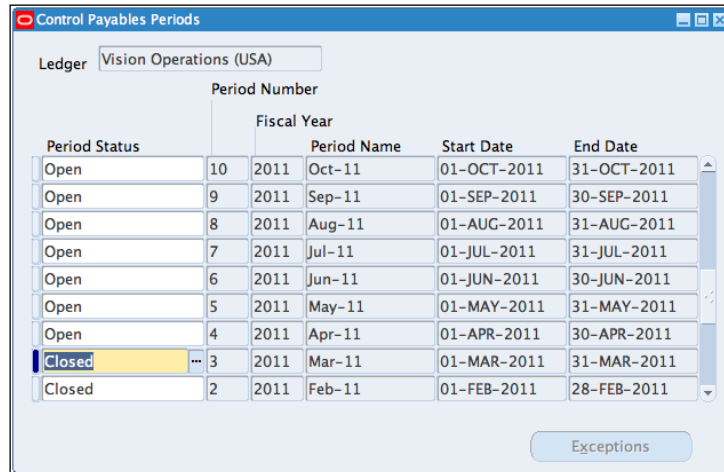 Control Payables Periods
Ledger Vision Operations (USA)
Period Number
Fiscal Year
Period Status Period Name Start Date End Date
Open 10 2011 Oct-11 01-OCT-2011 31-OCT-2011
Open 9 2011 Sep-11 01-SEP-2011 30-SEP-2011
Open 8 2011 Aug-11 01-AUG-2011 31-AUG-2011
Open 7 2011 Jul-11 01-JUL-2011 31-JUL-2011
Open 6 2011 Jun-11 01-JUN-2011 30-JUN-2011
Open 5 2011 May-11 01-MAY-2011 31-MAY-2011
Open 4 2011 Apr-11 01-APR-2011 30-APR-2011
Closed ... 3 2011 Mar-11 01-MAR-2011 31-MAR-2011
Closed 2 2011 Feb-11 01-FEB-2011 28-FEB-2011
Exceptions